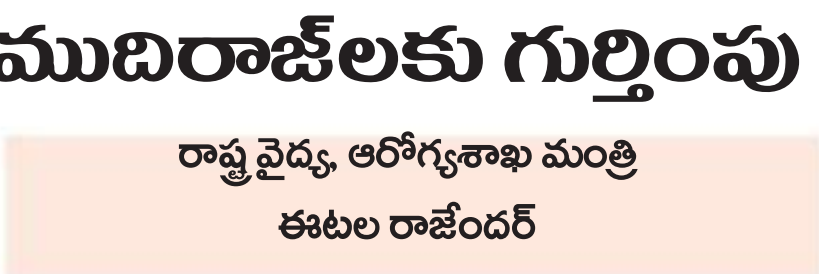 ముదిరాజ్‌లకు గుర్తింపు
రాష్ట్ర వైద్య, ఆరోగ్యశాఖ మంత్రి
ఈటల రాజేందర్